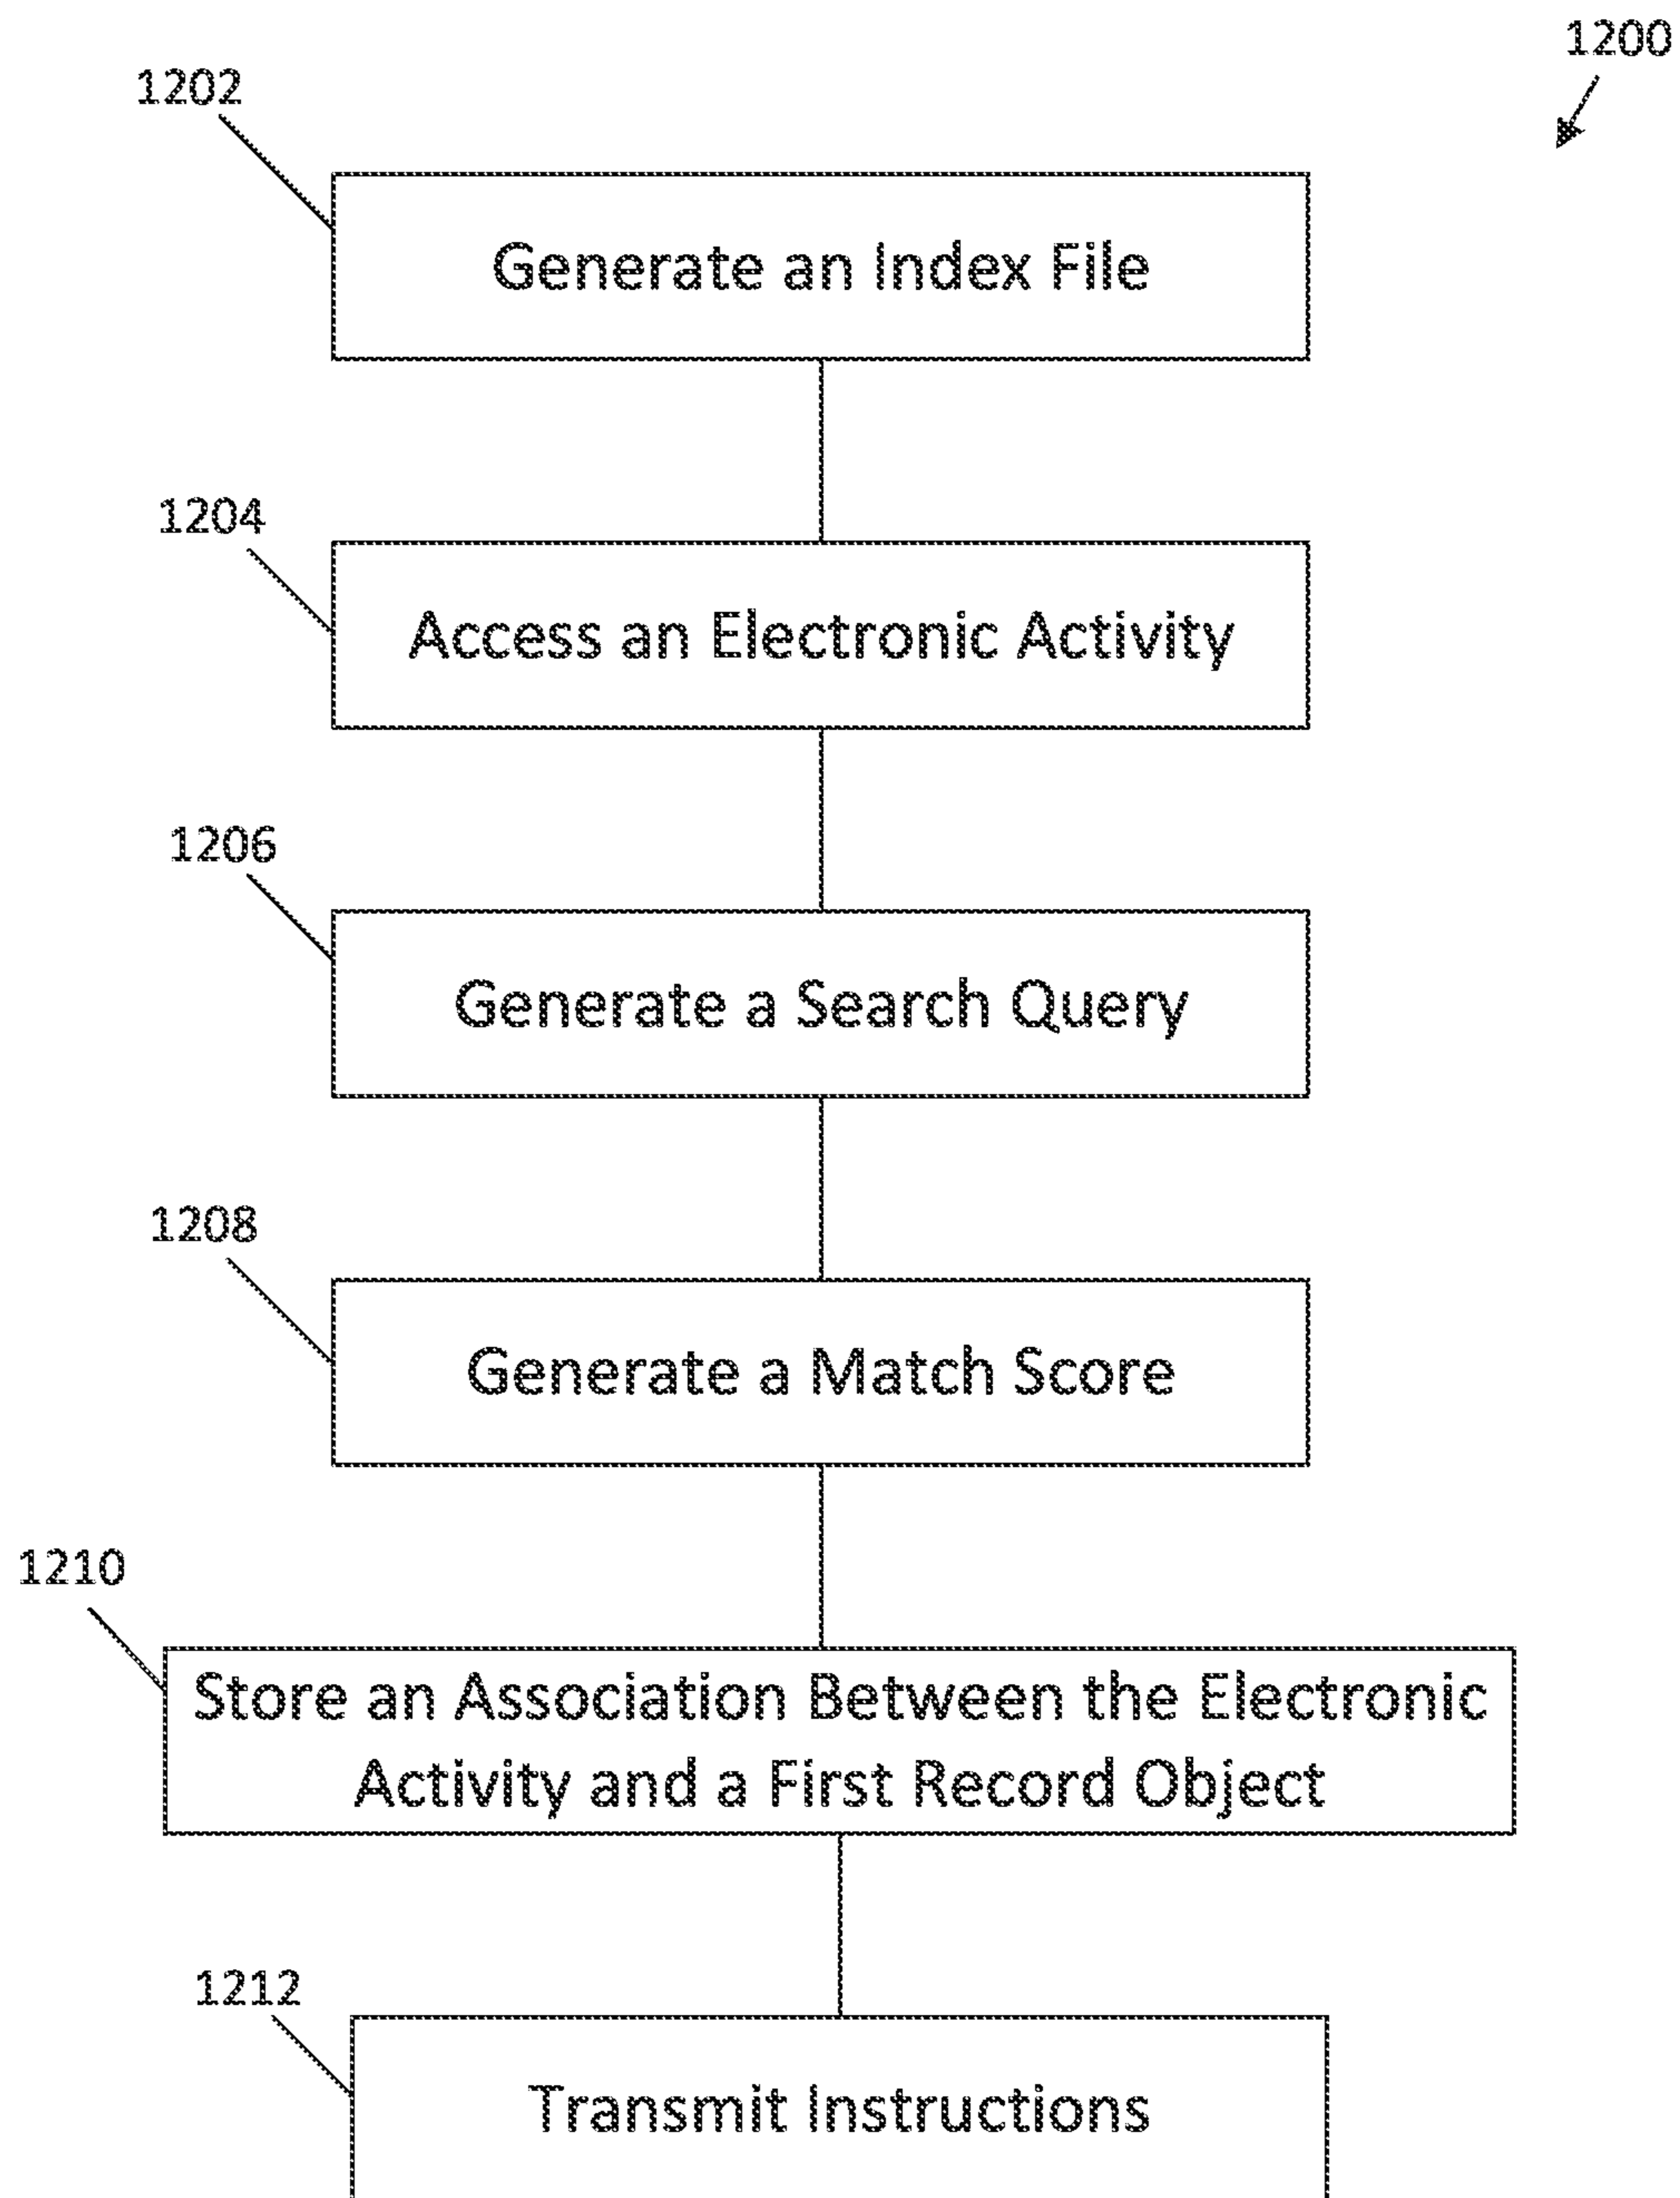 1200
1202
Generate an Index File
1204
Access an Electronic Activity
1206
Generate a Search Query
1208
Generate a Match Score
1210
Store an Association Between the Electronic
Activity and a First Record Object
1212
Transmit Instructions